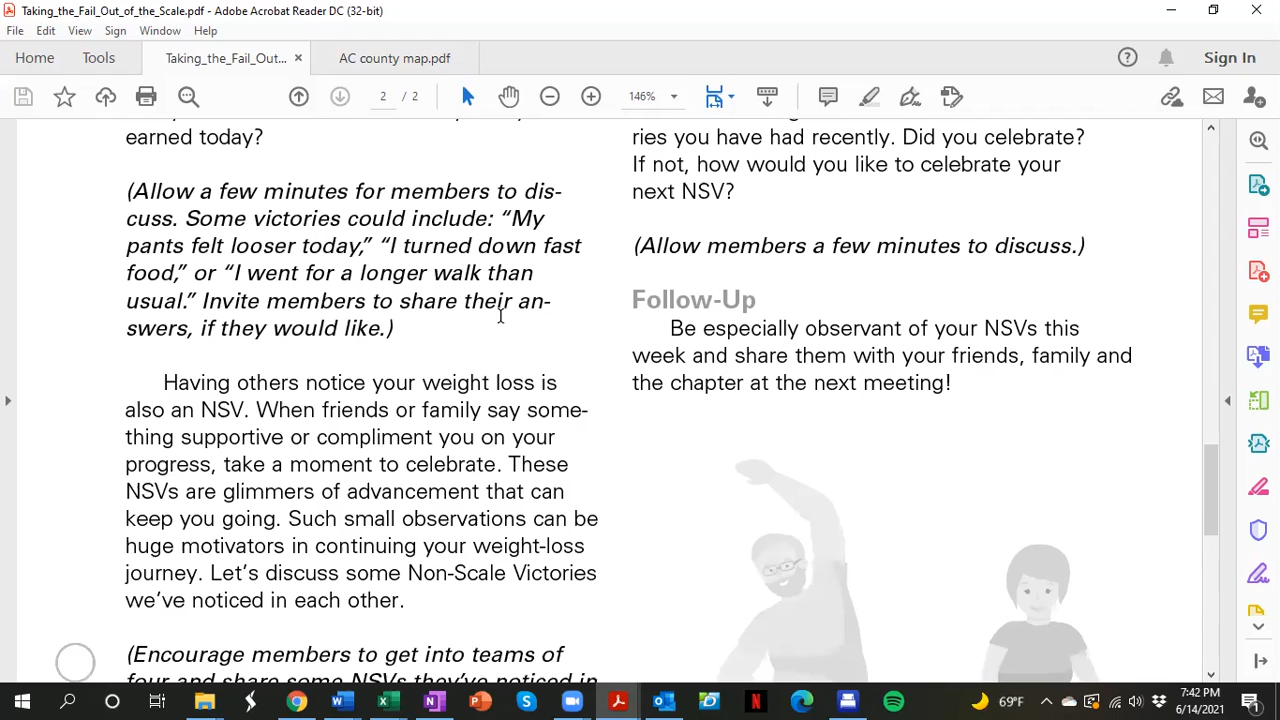 Taking_the_Fail_Out_of_the_Scale.pdf - Adobe Acrobat Reader DC (32-bit)
File Edit View Sign Window Help
Home Tools Taking_the_Fail_Out... × AC county map.pdf Sign In
2 / 2 146%
earned today?
(Allow a few minutes for members to dis-
cuss. Some victories could include: “My
pants felt looser today,” “I turned down fast
food,” or “I went for a longer walk than
usual.” Invite members to share their an-
swers, if they would like.)
Having others notice your weight loss is
also an NSV. When friends or family say some-
thing supportive or compliment you on your
progress, take a moment to celebrate. These
NSVs are glimmers of advancement that can
keep you going. Such small observations can be
huge motivators in continuing your weight-loss
journey. Let’s discuss some Non-Scale Victories
we’ve noticed in each other.
(Encourage members to get into teams of
four and share some NSVs they’ve noticed in
ries you have had recently. Did you celebrate?
If not, how would you like to celebrate your
next NSV?
(Allow members a few minutes to discuss.)
Follow-Up
Be especially observant of your NSVs this
week and share them with your friends, family and
the chapter at the next meeting!
69°F 7:42 PM
6/14/2021